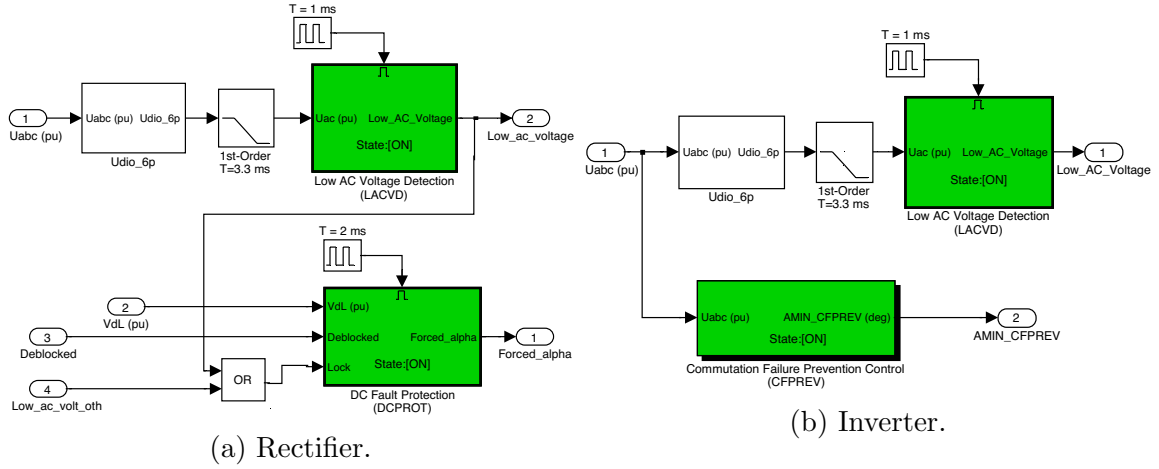 T = 1 ms
1
Uabc (pu)
Uabc (pu) Udio_6p
Udio_6p
1st-Order
T=3.3 ms
Uac (pu) Low_AC_Voltage
State:[ON]
Low AC Voltage Detection
(LACVD)
2
Low_ac_voltage
T = 2 ms
2
VdL (pu)
3
Deblocked
4
Low_ac_volt_oth
OR
VdL (pu)
Deblocked Forced_alpha
State:[ON]
Lock
DC Fault Protection
(DCPROT)
1
Forced_alpha
(a) Rectifier.
T = 1 ms
1
Uabc (pu)
Uabc (pu) Udio_6p
Udio_6p
1st-Order
T=3.3 ms
Uac (pu) Low_AC_Voltage
State:[ON]
Low AC Voltage Detection
(LACVD)
1
Low_AC_Voltage
Uabc (pu) AMIN_CFPREV (deg)
State:[ON]
Commutation Failure Prevention Control
(CFPREV)
2
AMIN_CFPREV
(b) Inverter.